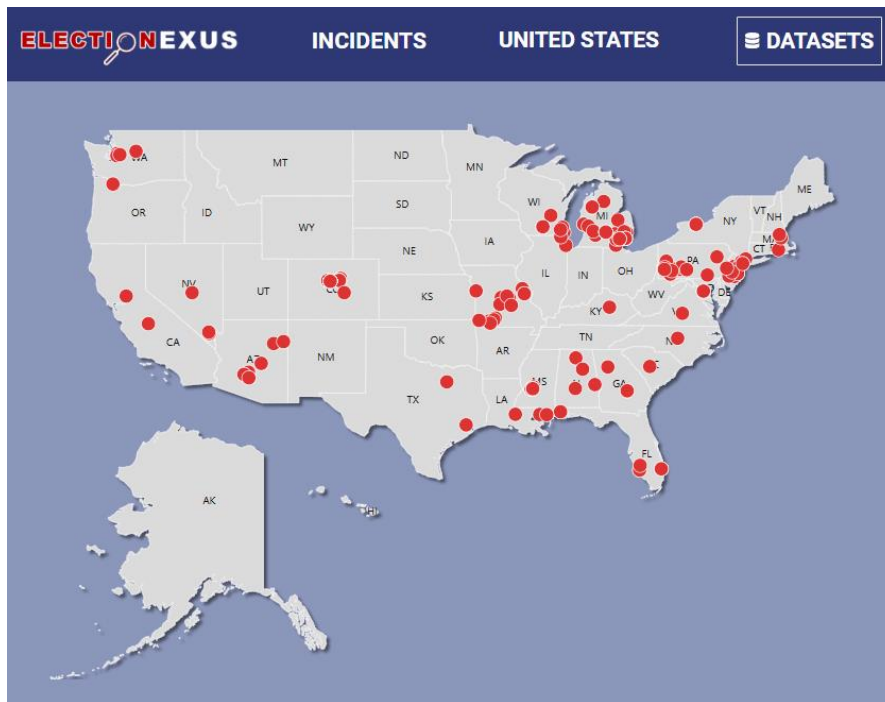 ELECTIONEXUS
INCIDENTS
UNITED STATES
DATASETS
WA
MT
ND
MN
ME
OR
ID
WY
SD
WI
MI
NY
VT
NH
MA
CT
NV
UT
NE
IA
IL
IN
OH
PA
DE
CA
KS
KY
WV
AZ
NM
OK
AR
TN
TX
LA
MS
GA
FL
AK
HI